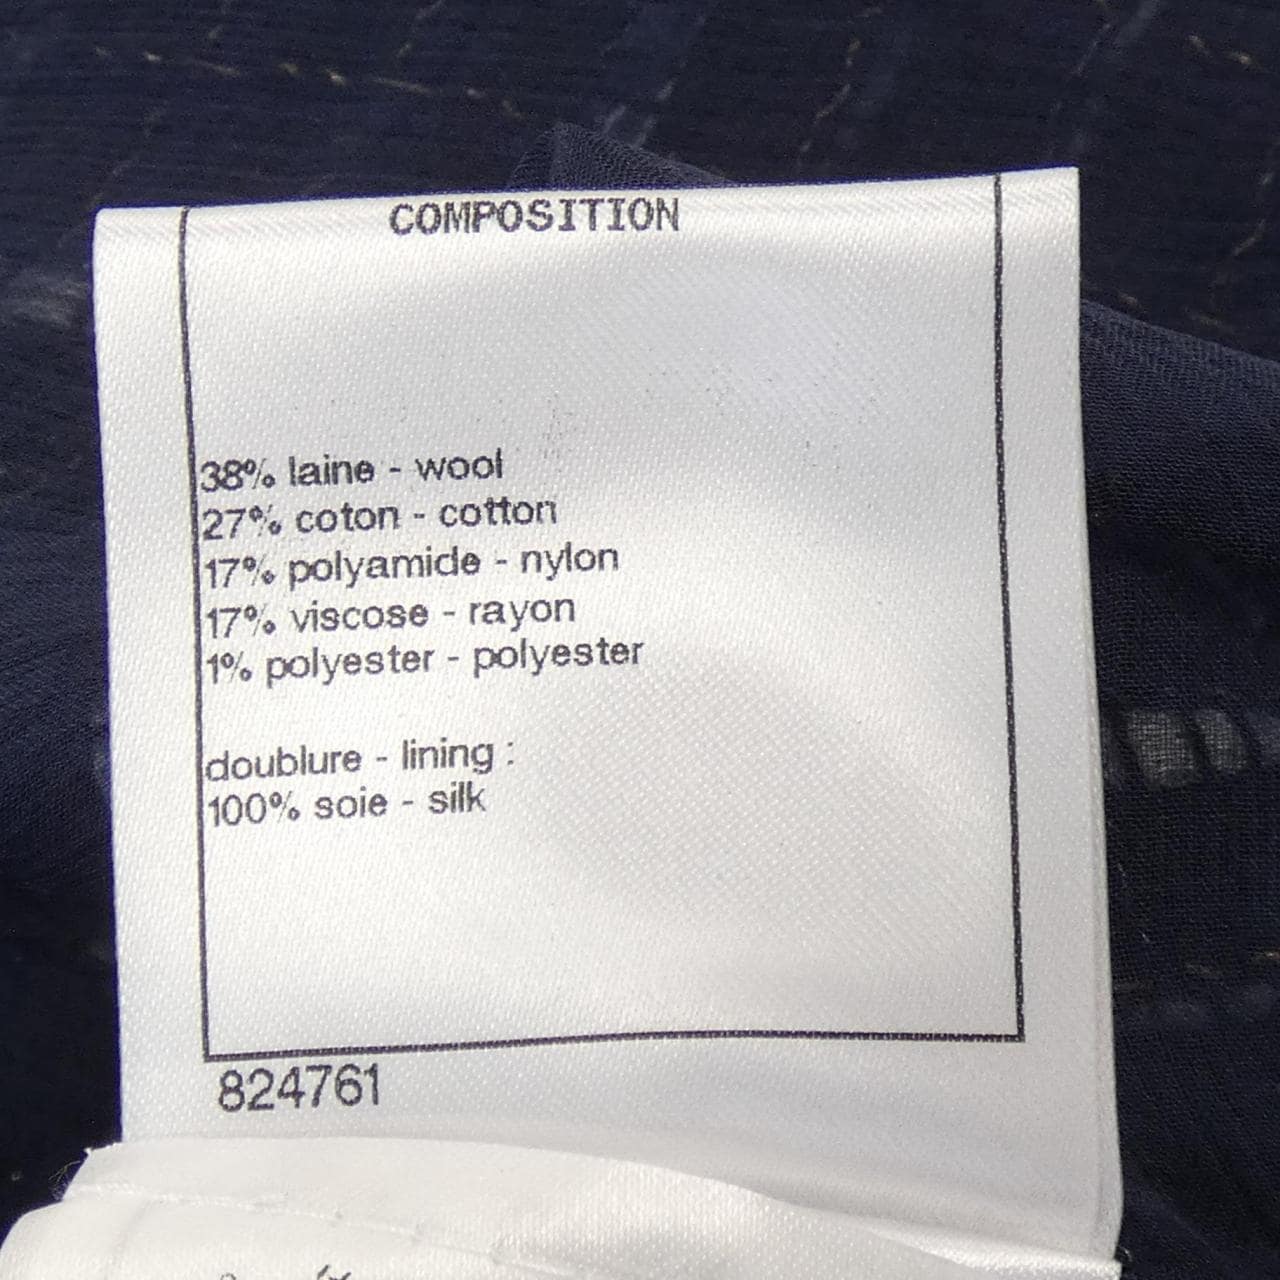 COMPOSITION
38% laine - wool
27% coton - cotton
17% polyamide - nylon
17% viscose - rayon
1% polyester - polyester
doublure - lining :
100% soie - silk
824761